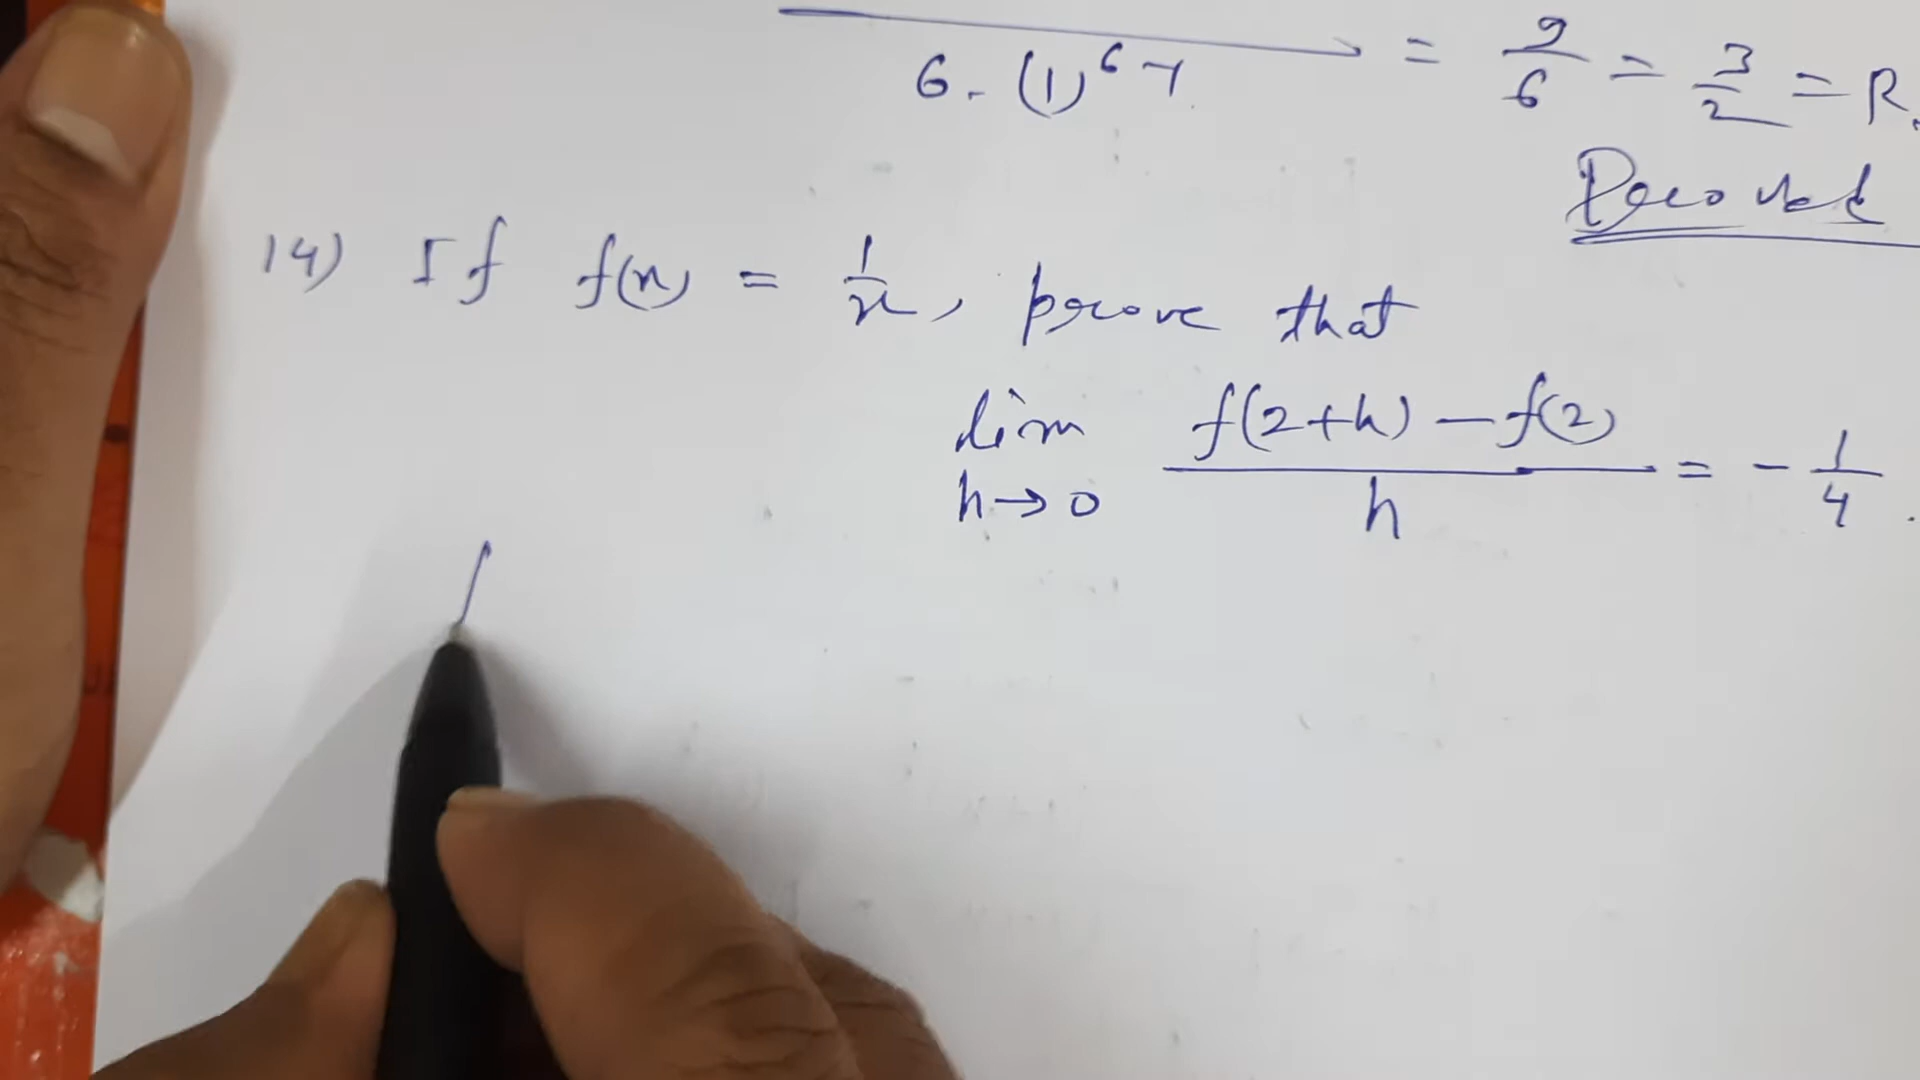 6. (1)^6-1 = 9/6 = 3/2 = R.
Proved
14) If f(x) = 1/x, prove that
lim h→0 (f(2+h) - f(2))/h = -1/4.